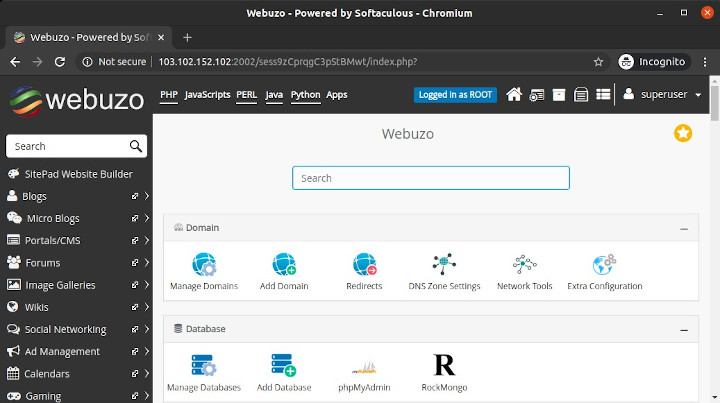 Webuzo - Powered by Softaculous - Chromium
Webuzo - Powered by Softac
Not secure 103.102.152.102:2002/sess9zCprqgC3pStBMwt/index.php? Incognito
webuzo PHP JavaScripts PERL Java Python Apps Logged in as ROOT superuser
Search
SitePad Website Builder
Blogs
Micro Blogs
Portals/CMS
Forums
Image Galleries
Wikis
Social Networking
Ad Management
Calendars
Gaming
Webuzo
Search
Domain
Manage Domains Add Domain Redirects DNS Zone Settings Network Tools Extra Configuration
Database
Manage Databases Add Database phpMyAdmin RockMongo